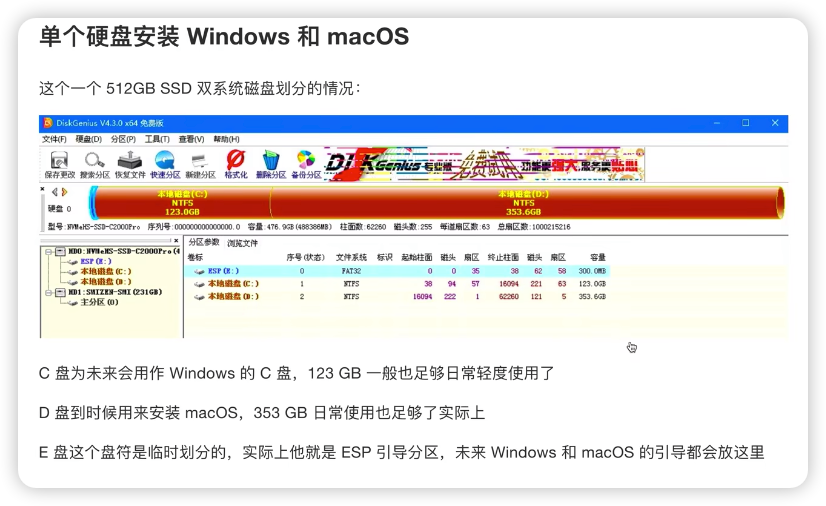 单个硬盘安装 Windows 和 macOS
这个一个 512GB SSD 双系统磁盘划分的情况：
DiskGenius V4.3.0 x64 免费版
文件(F) 硬盘(D) 分区(P) 工具(T) 查看(V) 帮助(H)
保存更改 搜索分区 恢复文件 快速分区 新建分区 格式化 删除分区 备份分区
本地磁盘(C:) 本地磁盘(D:)
NTFS NTFS
硬盘 0 123.0GB 353.6GB
型号:NVMeHS-SSD-C2000Pro 序列号:000000000000000.0 容量:476.9GB(488386MB) 柱面数:62260 磁头数:255 每道扇区数:63 总扇区数:1000215216
HD0:NVMeHS-SSD-C2000Pro(4
ESP(E:)
本地磁盘(C:)
本地磁盘(D:)
HD1:SMIZEN-SMI(231GB)
主分区(0)
分区参数 浏览文件
卷标 序号(状态) 文件系统 标识 起始柱面 磁头 扇区 终止柱面 磁头 扇区 容量
ESP(E:) 0 FAT32 0 0 35 38 62 58 300.0MB
本地磁盘(C:) 1 NTFS 38 94 57 16094 221 63 123.0GB
本地磁盘(D:) 2 NTFS 16094 222 1 62260 121 5 353.6GB
C 盘为未来会用作 Windows 的 C 盘，123 GB 一般也足够日常轻度使用了
D 盘到时候用来安装 macOS，353 GB 日常使用也足够了实际上
E 盘这个盘符是临时划分的，实际上他就是 ESP 引导分区，未来 Windows 和 macOS 的引导都会放这里